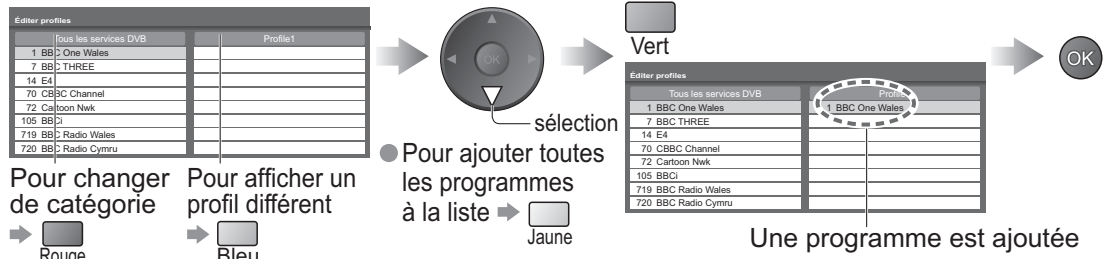 Éditer profiles
Tous les services DVB Profile1
1 BBC One Wales
7 BBC THREE
14 E4
70 CBBC Channel
72 Cartoon Nwk
105 BBCi
719 BBC Radio Wales
720 BBC Radio Cymru
Pour changer
de catégorie
Rouge
Pour afficher un
profil différent
Bleu
OK
sélection
Pour ajouter toutes
les programmes
à la liste
Jaune
Vert
Éditer profiles
Tous les services DVB Profile
1 BBC One Wales 1 BBC One Wales
7 BBC THREE
14 E4
70 CBBC Channel
72 Cartoon Nwk
105 BBCi
719 BBC Radio Wales
720 BBC Radio Cymru
Une programme est ajoutée
OK